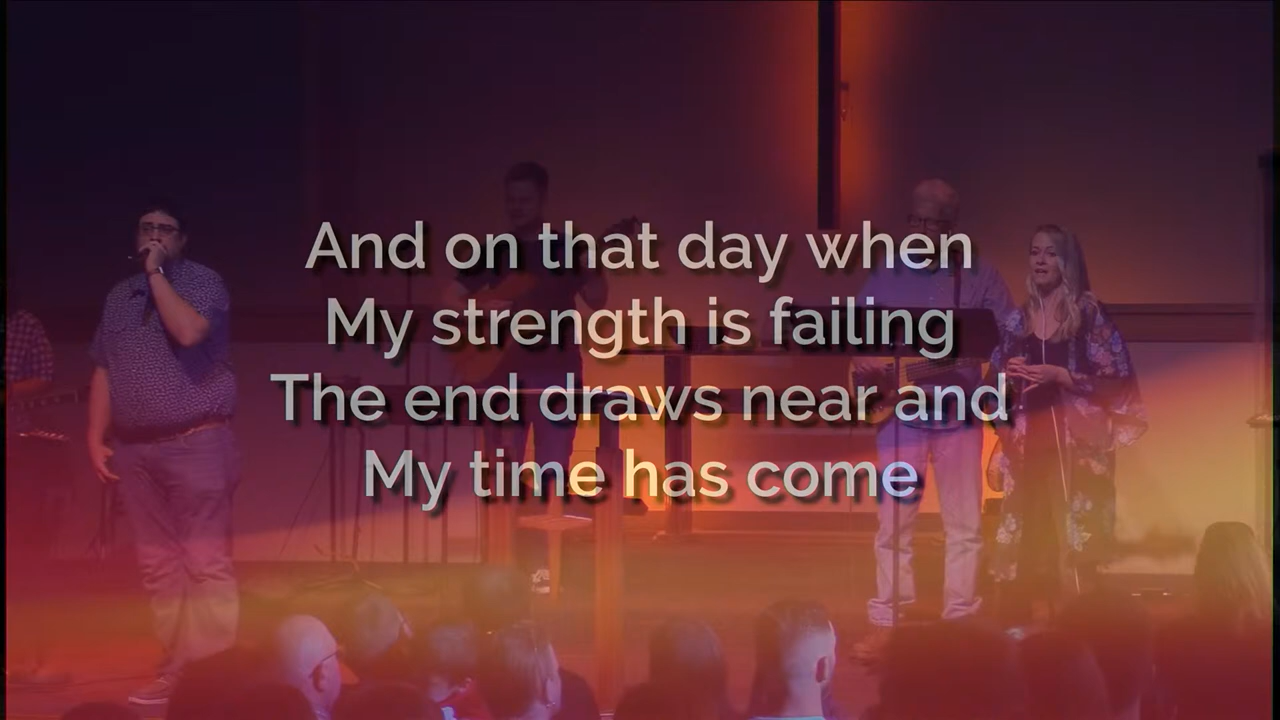 And on that day when
My strength is failing
The end draws near and
My time has come